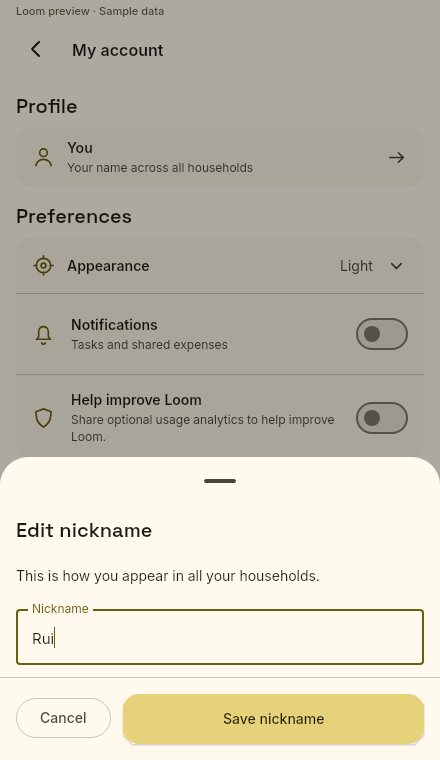 Loom preview · Sample data
My account
Profile
You
Your name across all households
Preferences
Appearance
Light
Notifications
Tasks and shared expenses
Help improve Loom
Share optional usage analytics to help improve
Loom.
Edit nickname
This is how you appear in all your households.
Nickname
Rui
Cancel
Save nickname